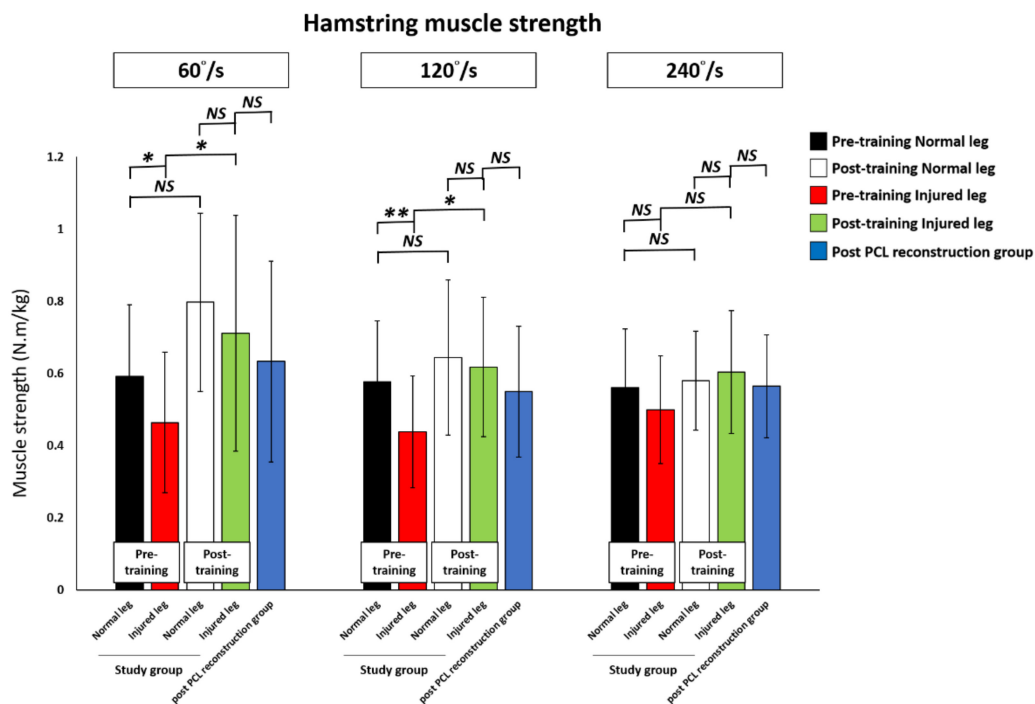 Hamstring muscle strength
60°/s
120°/s
240°/s
NS
NS
*
*
NS
NS
NS
**
*
NS
NS
NS
NS
NS
NS
Pre-training Normal leg
Post-training Normal leg
Pre-training Injured leg
Post-training Injured leg
Post PCL reconstruction group
Muscle strength (N.m/kg)
1.2
1
0.8
0.6
0.4
0.2
0
Pre-
training
Post-
training
Pre-
training
Post-
training
Pre-
training
Post-
training
Normal leg
Injured leg
Normal leg
Injured leg
post PCL reconstruction group
Normal leg
Injured leg
Normal leg
Injured leg
post PCL reconstruction group
Normal leg
Injured leg
Normal leg
Injured leg
post PCL reconstruction group
Study group
Study group
Study group